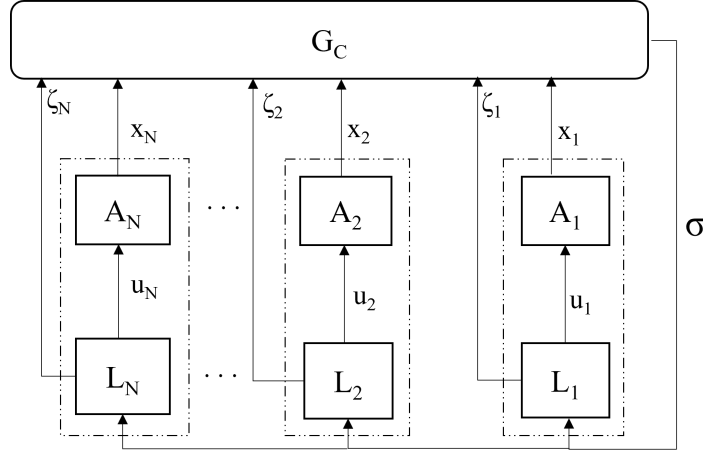 G_C
ζ_N ζ_2 ζ_1
x_N x_2 x_1
A_N · · · A_2 A_1
σ
u_N u_2 u_1
L_N · · · L_2 L_1